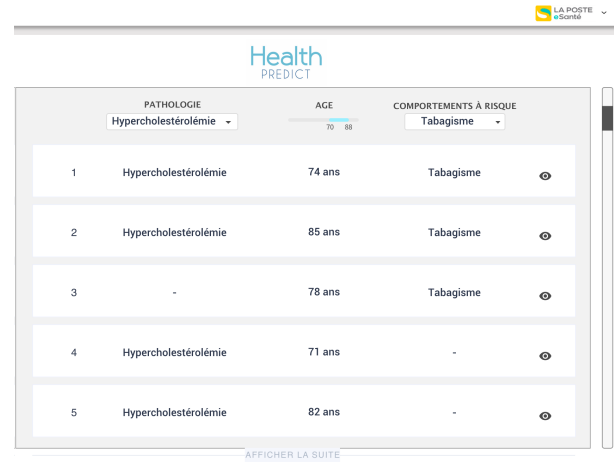 LA POSTE
eSanté
Health
PREDICT
PATHOLOGIE AGE COMPORTEMENTS À RISQUE
Hypercholestérolémie Tabagisme
70 88
1 Hypercholestérolémie 74 ans Tabagisme
2 Hypercholestérolémie 85 ans Tabagisme
3 - 78 ans Tabagisme
4 Hypercholestérolémie 71 ans -
5 Hypercholestérolémie 82 ans -
AFFICHER LA SUITE